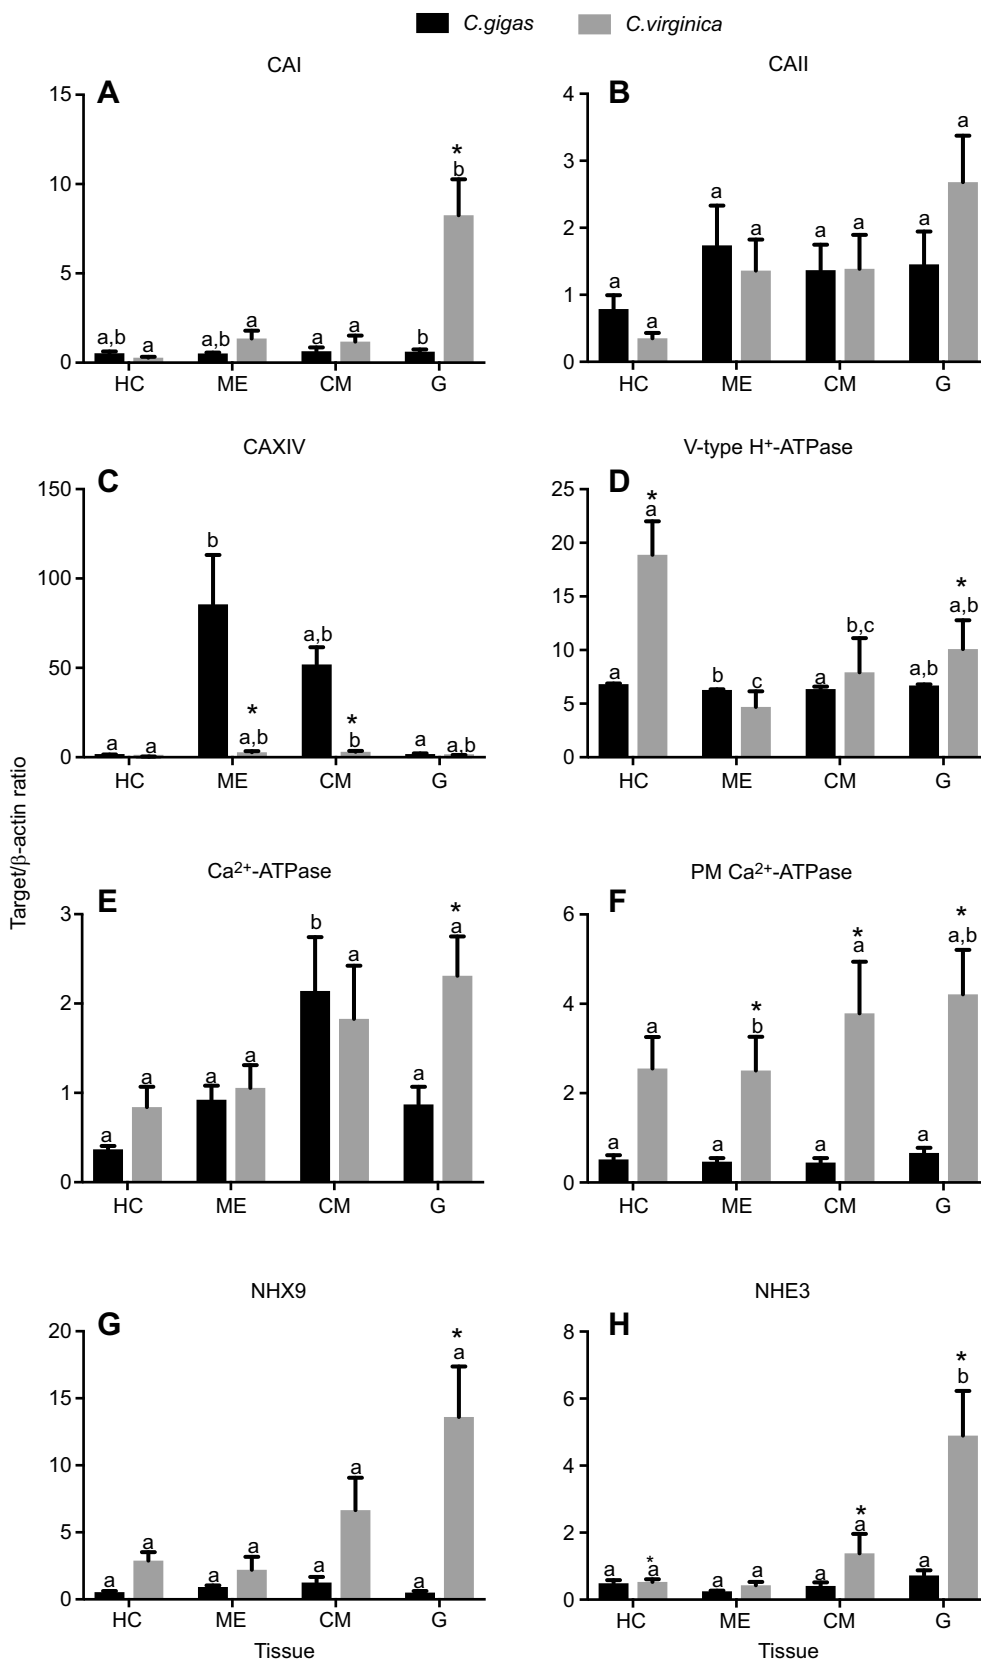 C.gigas C.virginica
CAI
A
15
10
5
0
a,b a a,b a a a b b *
HC ME CM G
CAII
B
4
3
2
1
0
a a a a a a a a
HC ME CM G
CAXIV
C
150
100
50
0
a a b a,b * a,b b * a a,b
HC ME CM G
V-type H+-ATPase
D
25
20
15
10
5
0
a a * b c a b,c a,b a,b *
HC ME CM G
Target/β-actin ratio
Ca2+-ATPase
E
3
2
1
0
a a a a b a a a *
HC ME CM G
PM Ca2+-ATPase
F
6
4
2
0
a a a b * a a * a a,b *
HC ME CM G
NHX9
G
20
15
10
5
0
a a a a a a a a *
HC ME CM G
Tissue
NHE3
H
8
6
4
2
0
a a * a a a a * a b *
HC ME CM G
Tissue